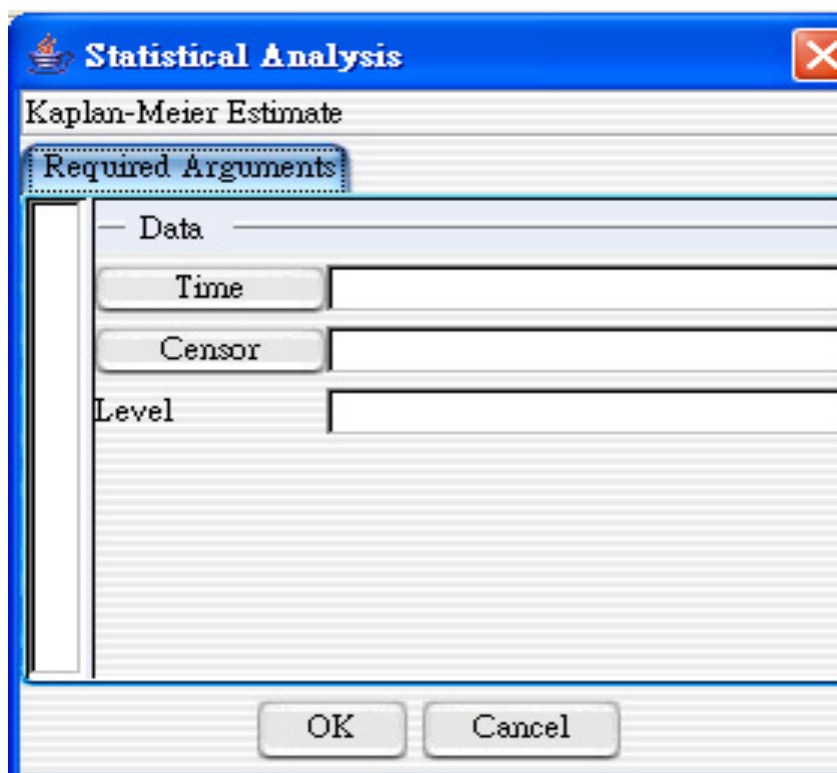 Statistical Analysis
Kaplan-Meier Estimate
Required Arguments
Data
Time
Censor
Level
OK Cancel